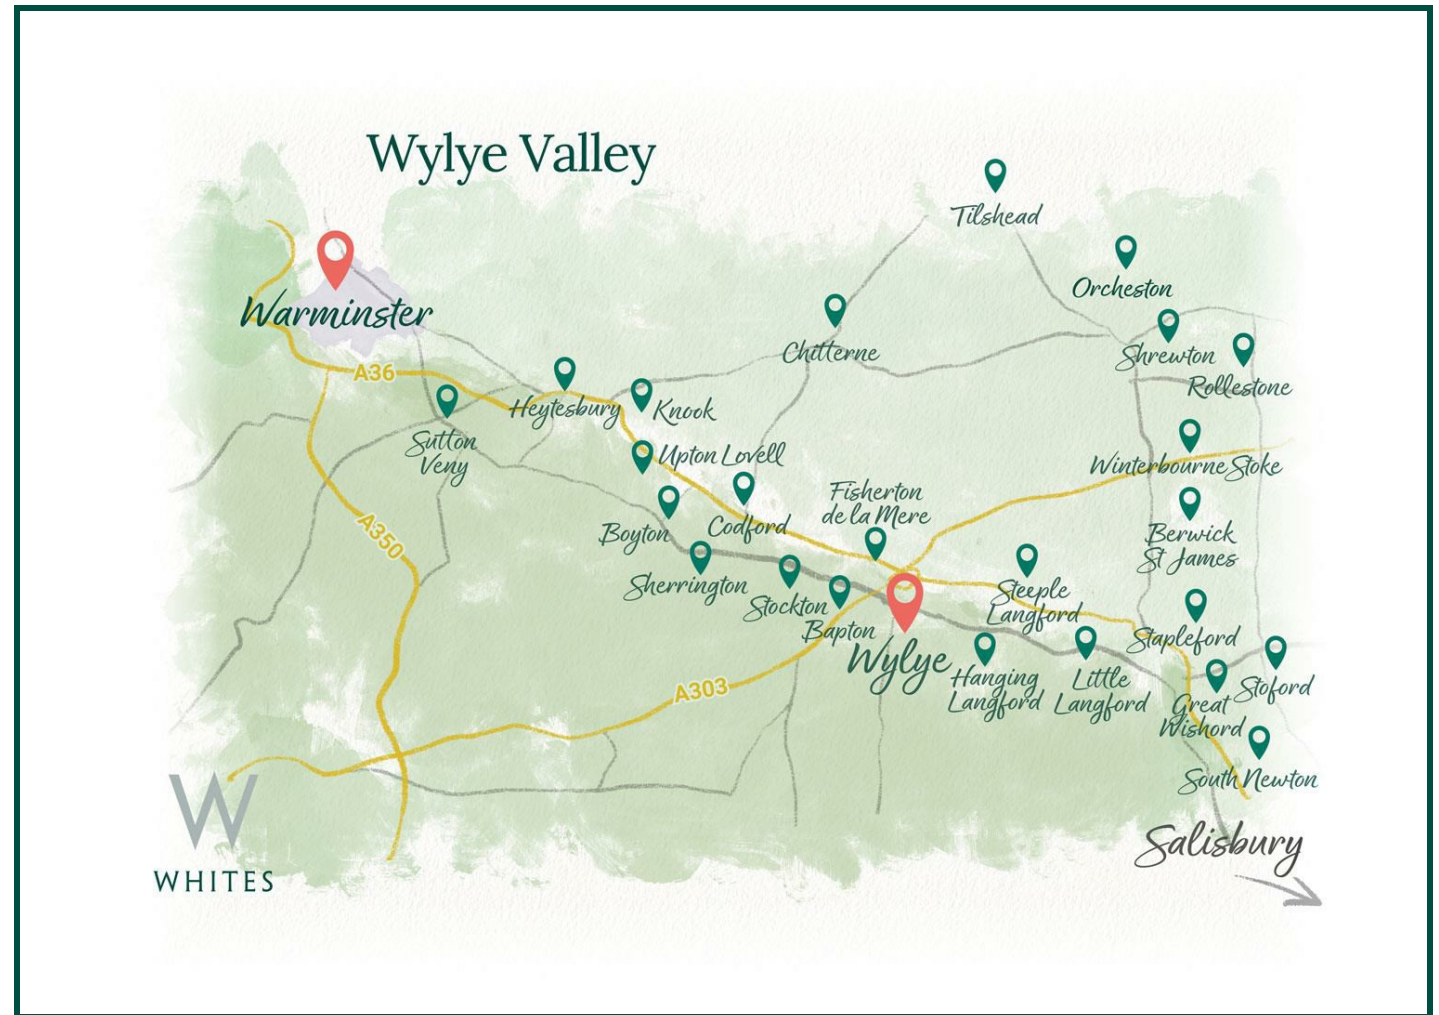 Wylye Valley
Tilshead
Orcheston
Warminster
Chitterne
Shrewton
A36
Rollestone
Heytesbury
Knook
Sutton
Veny
Upton Lovell
Winterbourne Stoke
Fisherton
de la Mere
A350
Boyton
Codford
Berwick
St James
Sherrington
Stockton
Bapton
Steeple
Langford
Stapleford
Wylye
A303
Hanging
Langford
Little
Langford
Great
Wishord
Stoford
South Newton
W
WHITES
Salisbury